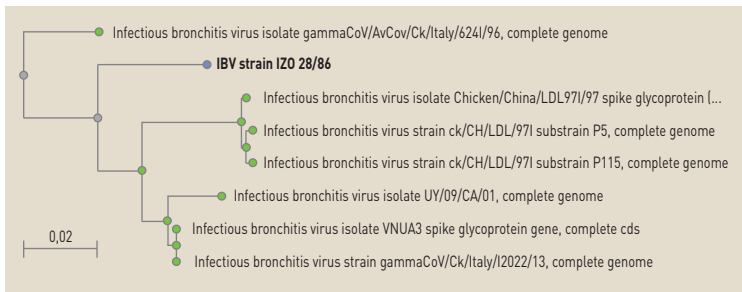 Infectious bronchitis virus isolate gammaCoV/AvCov/Ck/Italy/624I/96, complete genome
IBV strain IZO 28/86
Infectious bronchitis virus isolate Chicken/China/LDL97I/97 spike glycoprotein (...
Infectious bronchitis virus strain ck/CH/LDL/97I substrain P5, complete genome
Infectious bronchitis virus strain ck/CH/LDL/97I substrain P115, complete genome
Infectious bronchitis virus isolate UY/09/CA/01, complete genome
Infectious bronchitis virus isolate VNUA3 spike glycoprotein gene, complete cds
0,02
Infectious bronchitis virus strain gammaCoV/Ck/Italy/I2022/13, complete genome